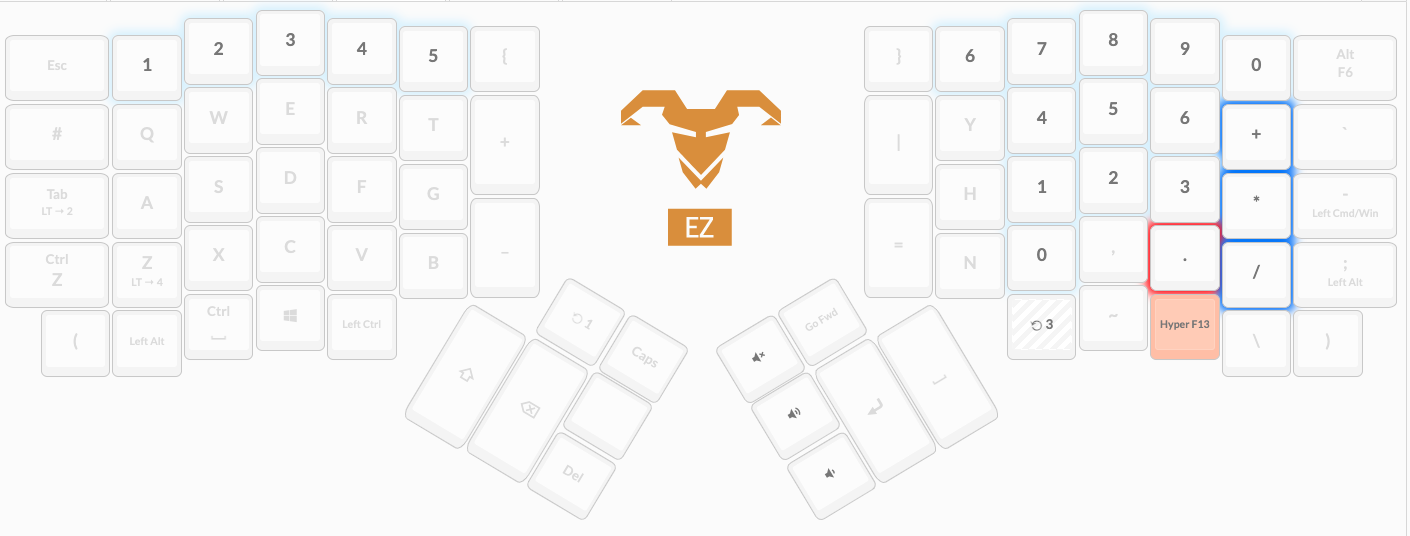 Esc 1 2 3 4 5 {
} 6 7 8 9 0 Alt
F6
# Q W E R T +
| Y 4 5 6 + `
Tab
LT → 2
A S D F G
H 1 2 3 * -
Left Cmd/Win
Ctrl
Z
Z
LT → 4
X C V B -
= N 0 , . / ;
Left Alt
( Left Alt Ctrl Left Ctrl
3 ~ Hyper F13 \ )
EZ
1 Caps
Go Fwd
Del